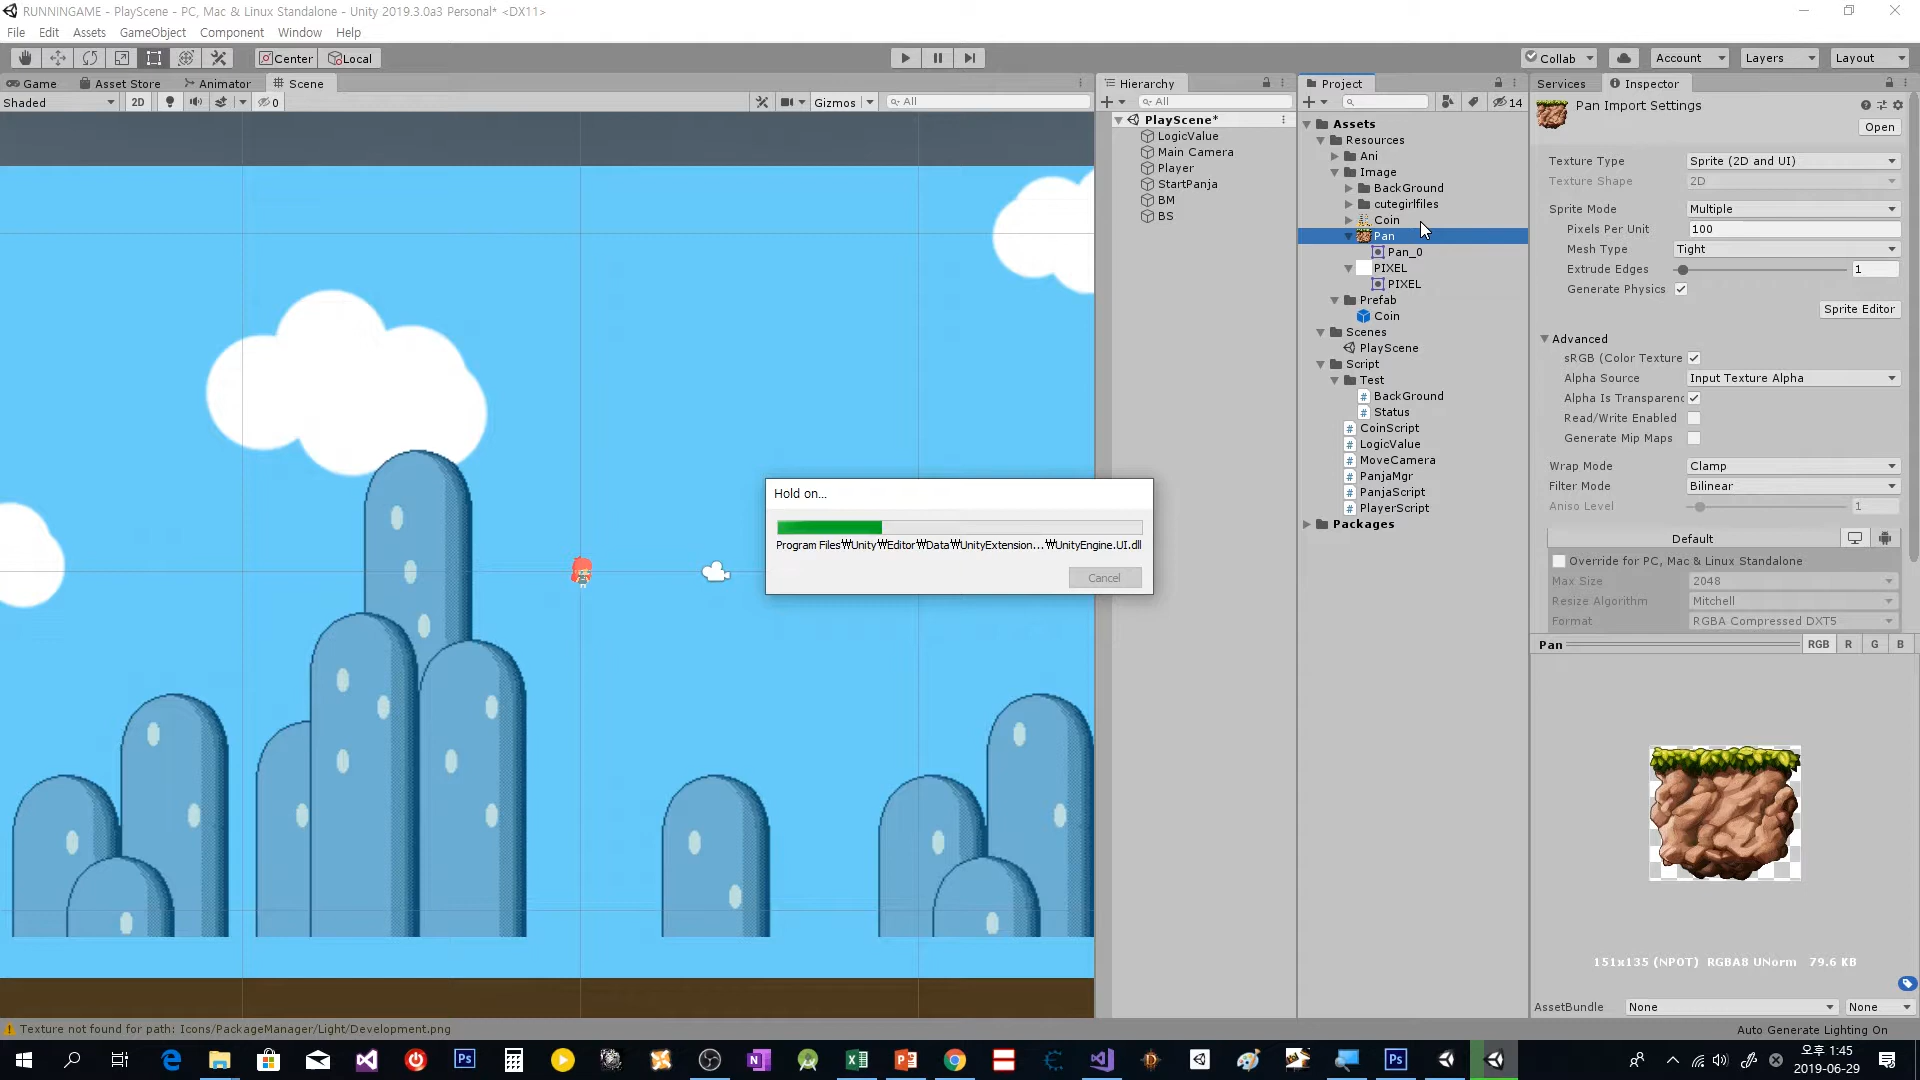 RUNNINGAME - PlayScene - PC, Mac & Linux Standalone - Unity 2019.3.0a3 Personal* <DX11>
File Edit Assets GameObject Component Window Help
Center Local
Collab Account Layers Layout
Game Asset Store Animator Scene
Shaded 2D 0 Gizmos All
Hierarchy
All
PlayScene*
LogicValue
Main Camera
Player
StartPanja
BM
BS
Project
14
Assets
Resources
Ani
Image
BackGround
cutegirlfiles
Coin
Pan
Pan_0
PIXEL
PIXEL
Prefab
Coin
Scenes
PlayScene
Script
Test
BackGround
Status
CoinScript
LogicValue
MoveCamera
PanjaMgr
PanjaScript
PlayerScript
Packages
Services Inspector
Pan Import Settings
Open
Texture Type Sprite (2D and UI)
Texture Shape 2D
Sprite Mode Multiple
Pixels Per Unit 100
Mesh Type Tight
Extrude Edges 1
Generate Physics
Sprite Editor
Advanced
sRGB (Color Texture
Alpha Source Input Texture Alpha
Alpha Is Transparenc
Read/Write Enabled
Generate Mip Maps
Wrap Mode Clamp
Filter Mode Bilinear
Aniso Level 1
Default
Override for PC, Mac & Linux Standalone
Max Size 2048
Resize Algorithm Mitchell
Format RGBA Compressed DXT5
Pan RGB R G B
151x135 (NPOT) RGBA8 UNorm 79.6 KB
AssetBundle None None
Hold on...
Program Files₩Unity₩Editor₩Data₩UnityExtension...₩UnityEngine.UI.dll
Cancel
Texture not found for path: Icons/PackageManager/Light/Development.png
Auto Generate Lighting On
오후 1:45
2019-06-29